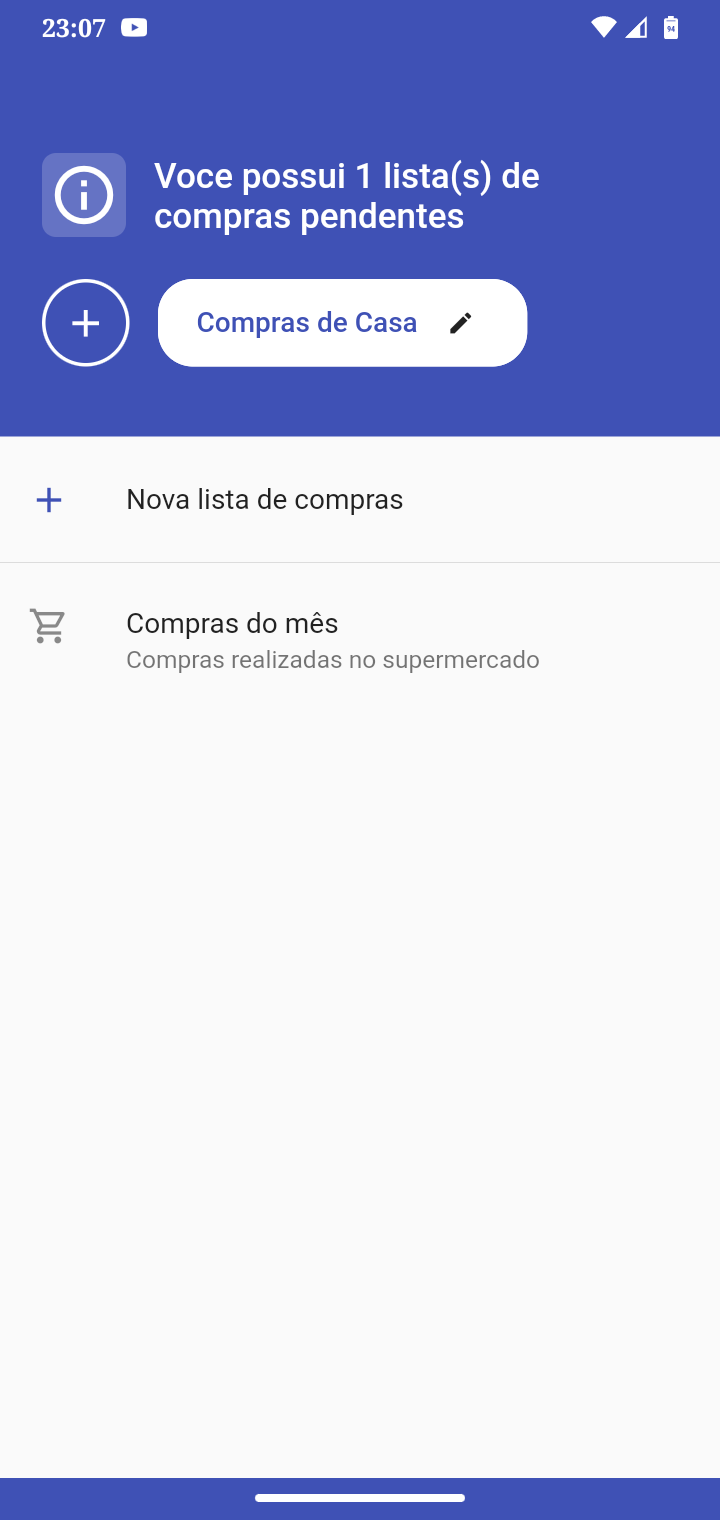 23:07
94
Voce possui 1 lista(s) de
compras pendentes
Compras de Casa
Nova lista de compras
Compras do mês
Compras realizadas no supermercado